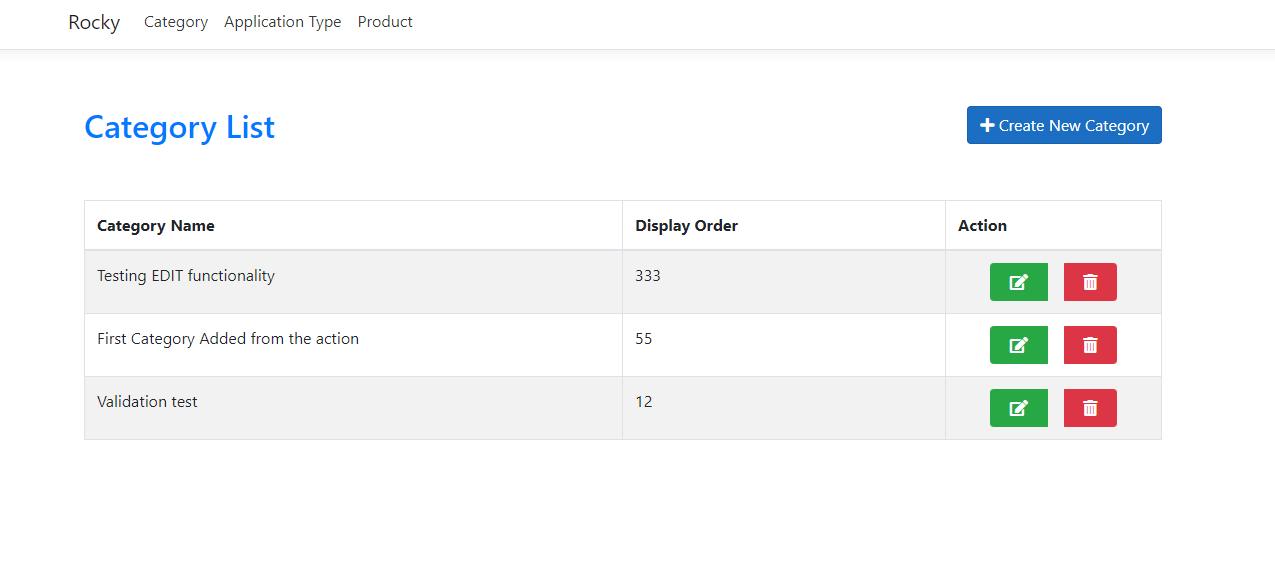 Rocky Category Application Type Product
Category List
Create New Category
Category Name Display Order Action
Testing EDIT functionality 333
First Category Added from the action 55
Validation test 12